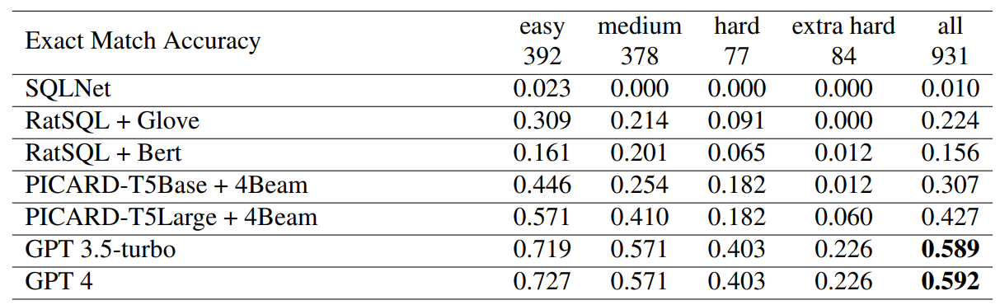 Exact Match Accuracy easy medium hard extra hard all
392 378 77 84 931
SQLNet 0.023 0.000 0.000 0.000 0.010
RatSQL + Glove 0.309 0.214 0.091 0.000 0.224
RatSQL + Bert 0.161 0.201 0.065 0.012 0.156
PICARD-T5Base + 4Beam 0.446 0.254 0.182 0.012 0.307
PICARD-T5Large + 4Beam 0.571 0.410 0.182 0.060 0.427
GPT 3.5-turbo 0.719 0.571 0.403 0.226 0.589
GPT 4 0.727 0.571 0.403 0.226 0.592